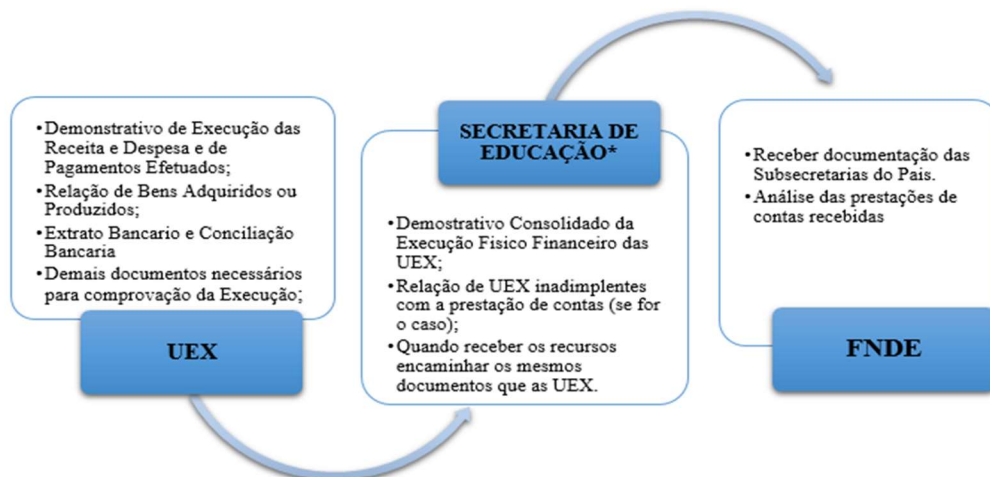 •Demonstrativo de Execução das
Receita e Despesa e de
Pagamentos Efetuados;
•Relação de Bens Adquiridos ou
Produzidos;
•Extrato Bancario e Conciliação
Bancaria
•Demais documentos necessários
para comprovação da Execução;
UEX
SECRETARIA DE
EDUCAÇÃO*
•Demostrativo Consolidado da
Execução Fisico Financeiro das
UEX;
•Relação de UEX inadimplentes
com a prestação de contas (se for
o caso);
•Quando receber os recursos
encaminhar os mesmos
documentos que as UEX.
•Receber documentação das
Subsecretarias do Pais.
•Análise das prestações de
contas recebidas
FNDE